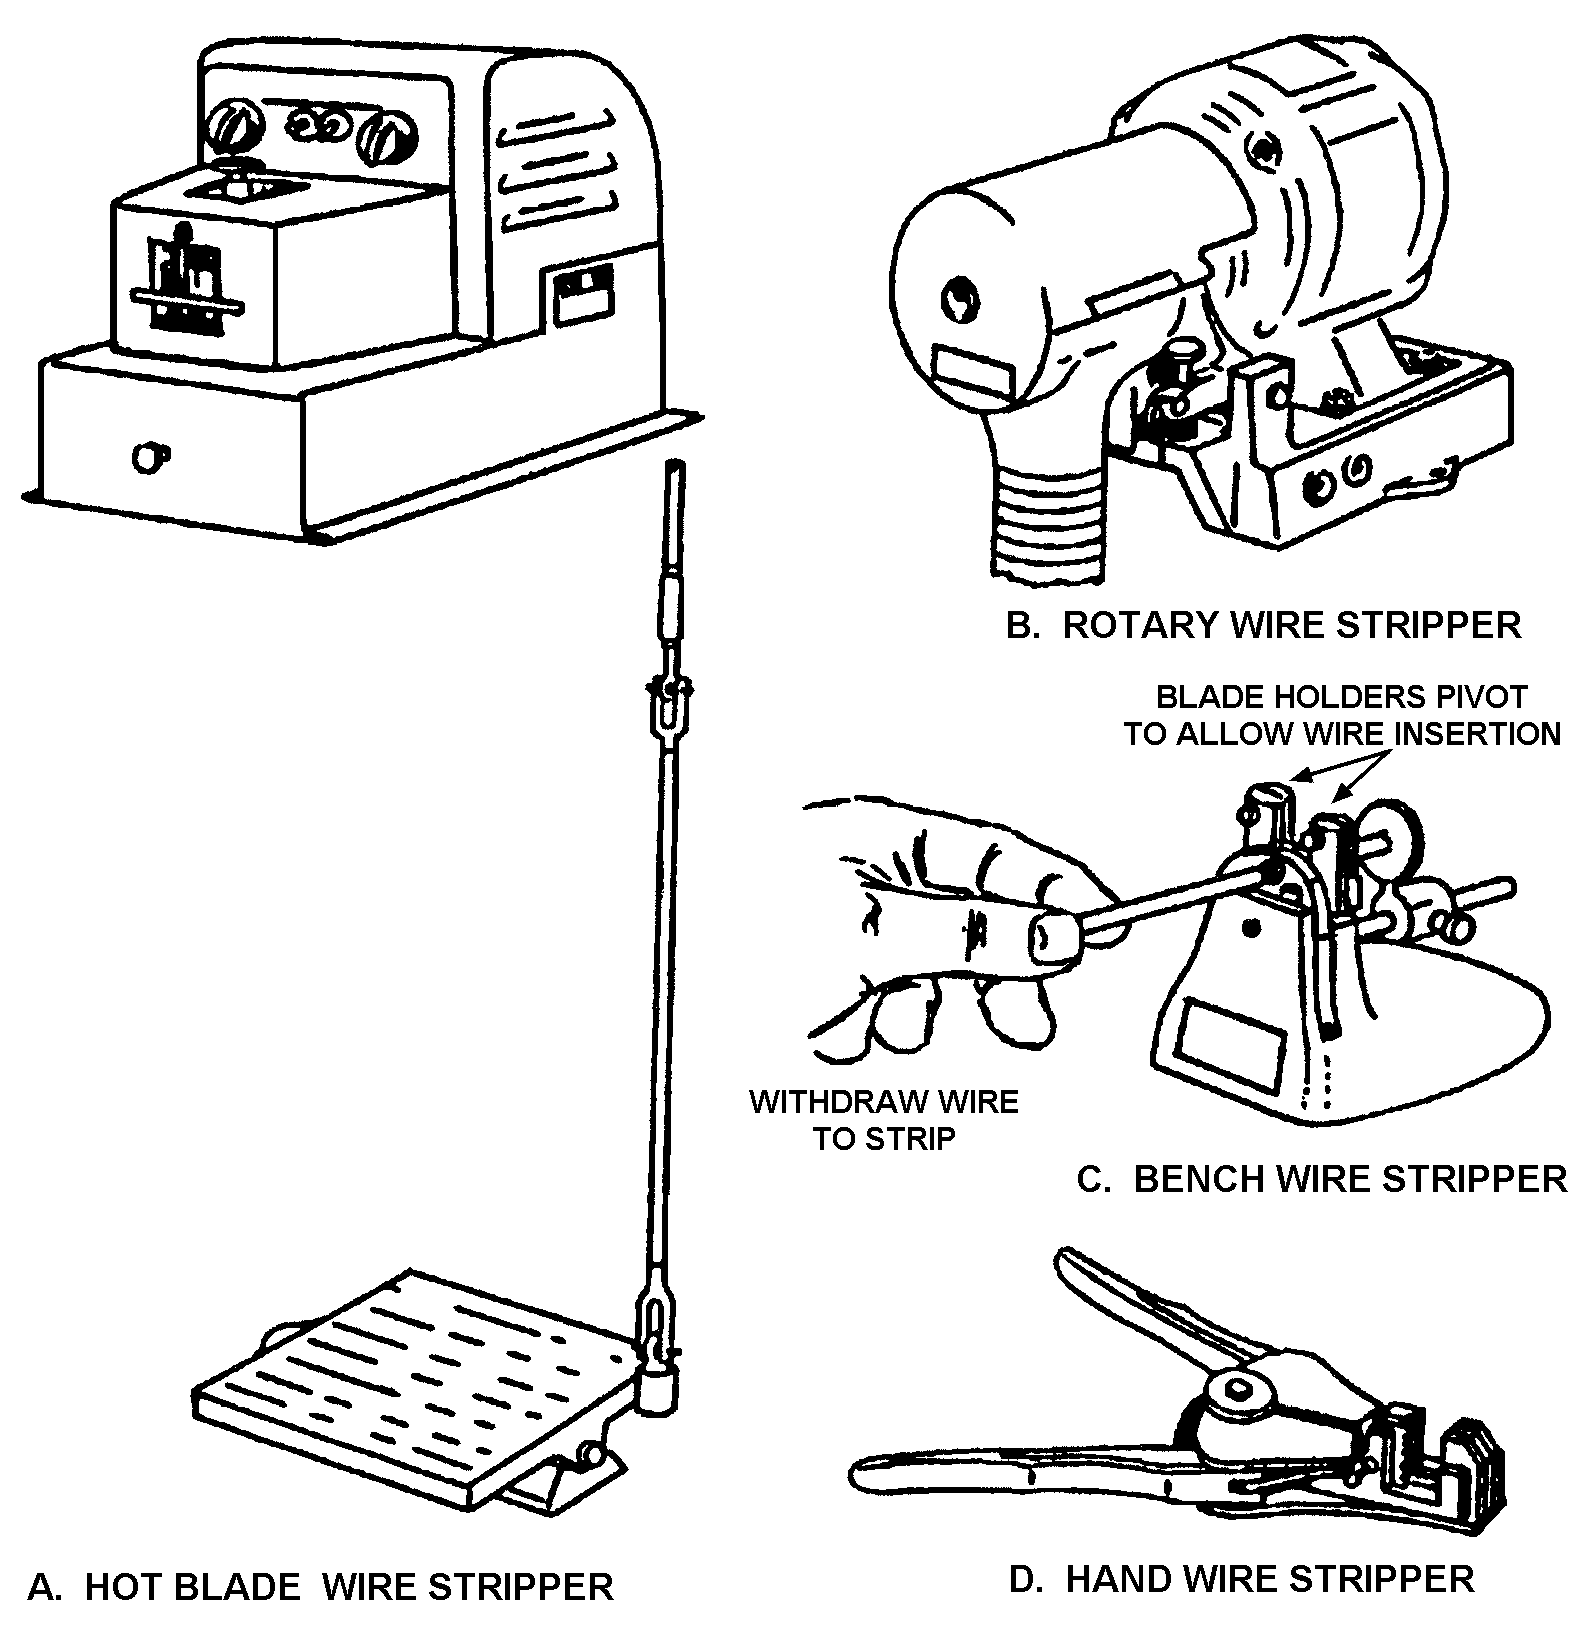 B. ROTARY WIRE STRIPPER
BLADE HOLDERS PIVOT
TO ALLOW WIRE INSERTION
WITHDRAW WIRE
TO STRIP
C. BENCH WIRE STRIPPER
A. HOT BLADE WIRE STRIPPER
D. HAND WIRE STRIPPER